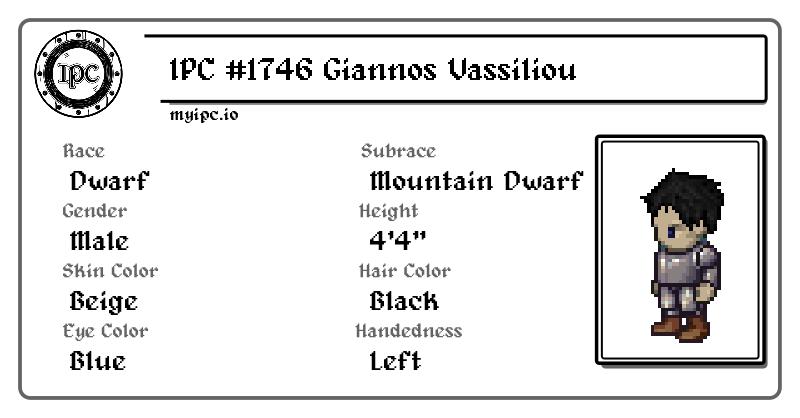 IPC
IPC #1746 Giannos Vassiliou
myipc.io
Race
Subrace
Dwarf
Mountain Dwarf
Gender
Height
Male
4'4"
Skin Color
Hair Color
Beige
Black
Eye Color
Handedness
Blue
Left